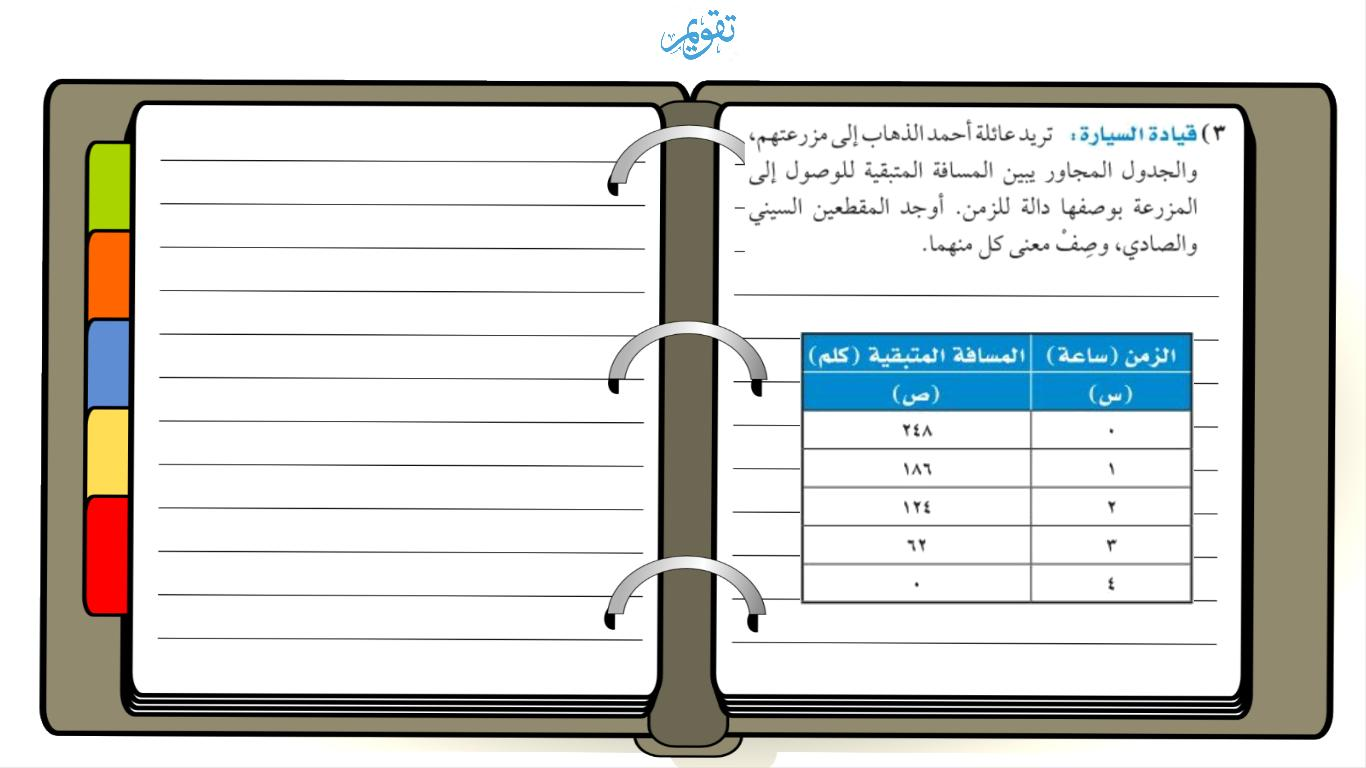 تقويم
٣) قيادة السيارة: تريد عائلة أحمد الذهاب إلى مزرعتهم،
والجدول المجاور يبين المسافة المتبقية للوصول إلى
المزرعة بوصفها دالة للزمن. أوجد المقطعين السيني
والصادي، وصِفْ معنى كل منهما.
الزمن (ساعة) المسافة المتبقية (كلم)
(س) (ص)
٠ ٢٤٨
١ ١٨٦
٢ ١٢٤
٣ ٦٢
٤ ٠